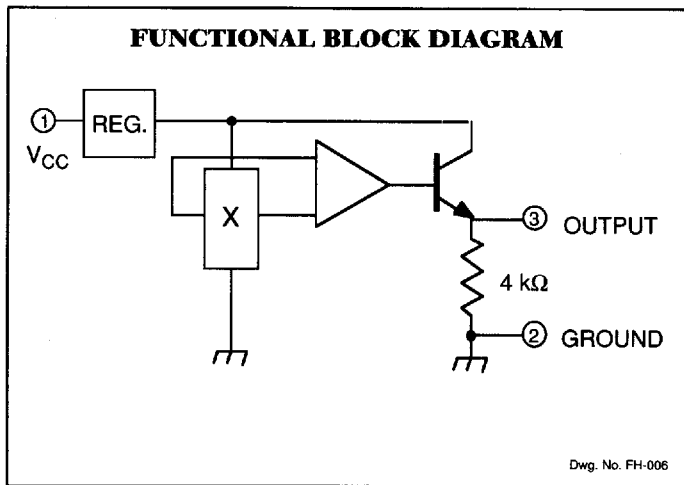 FUNCTIONAL BLOCK DIAGRAM
1
REG.
VCC
X
3 OUTPUT
4 kΩ
2 GROUND
Dwg. No. FH-006